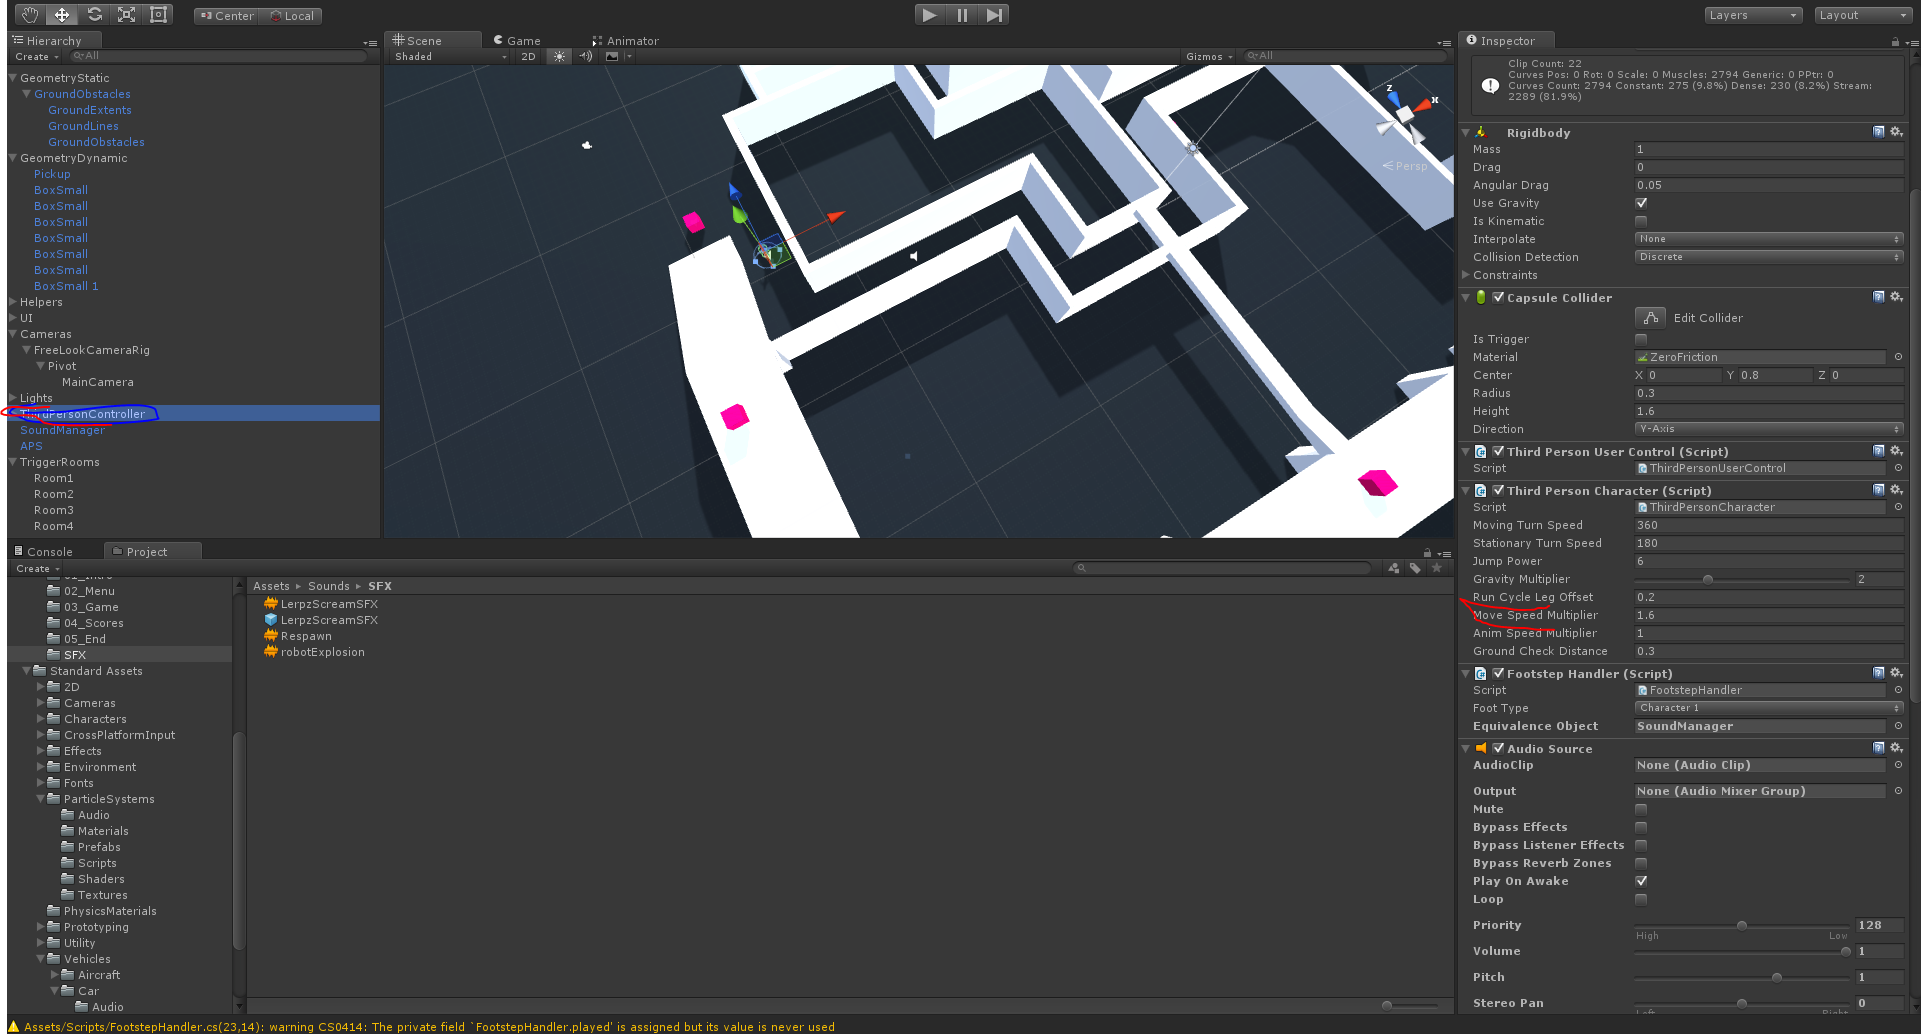 Center Local Layers Layout
Hierarchy
Create All
GeometryStatic
GroundObstacles
GroundExtents
GroundLines
GroundObstacles
GeometryDynamic
Pickup
BoxSmall
BoxSmall
BoxSmall
BoxSmall
BoxSmall
BoxSmall
BoxSmall 1
Helpers
UI
Cameras
FreeLookCameraRig
Pivot
MainCamera
Lights
ThirdPersonController
SoundManager
APS
TriggerRooms
Room1
Room2
Room3
Room4
Scene Game Animator
Shaded 2D Gizmos All
z
x
Persp
Console Project
Create
01_Intro
02_Menu
03_Game
04_Scores
05_End
SFX
Standard Assets
2D
Cameras
Characters
CrossPlatformInput
Effects
Environment
Fonts
ParticleSystems
Audio
Materials
Prefabs
Scripts
Shaders
Textures
PhysicsMaterials
Prototyping
Utility
Vehicles
Aircraft
Car
Audio
Assets ▸ Sounds ▸ SFX
LerpzScreamSFX
LerpzScreamSFX
Respawn
robotExplosion
Inspector
Clip Count: 22
Curves Pos: 0 Rot: 0 Scale: 0 Muscles: 2794 Generic: 0 PPtr: 0
Curves Count: 2794 Constant: 275 (9.8%) Dense: 230 (8.2%) Stream:
2289 (81.9%)
Rigidbody
Mass 1
Drag 0
Angular Drag 0.05
Use Gravity
Is Kinematic
Interpolate None
Collision Detection Discrete
Constraints
Capsule Collider
Edit Collider
Is Trigger
Material ZeroFriction
Center X 0 Y 0.8 Z 0
Radius 0.3
Height 1.6
Direction Y-Axis
Third Person User Control (Script)
Script ThirdPersonUserControl
Third Person Character (Script)
Script ThirdPersonCharacter
Moving Turn Speed 360
Stationary Turn Speed 180
Jump Power 6
Gravity Multiplier 2
Run Cycle Leg Offset 0.2
Move Speed Multiplier 1.6
Anim Speed Multiplier 1
Ground Check Distance 0.3
Footstep Handler (Script)
Script FootstepHandler
Foot Type Character 1
Equivalence Object SoundManager
Audio Source
AudioClip None (Audio Clip)
Output None (Audio Mixer Group)
Mute
Bypass Effects
Bypass Listener Effects
Bypass Reverb Zones
Play On Awake
Loop
Priority 128
High Low
Volume 1
Pitch 1
Stereo Pan 0
Left Right
Assets/Scripts/FootstepHandler.cs(23,14): warning CS0414: The private field `FootstepHandler.played' is assigned but its value is never used